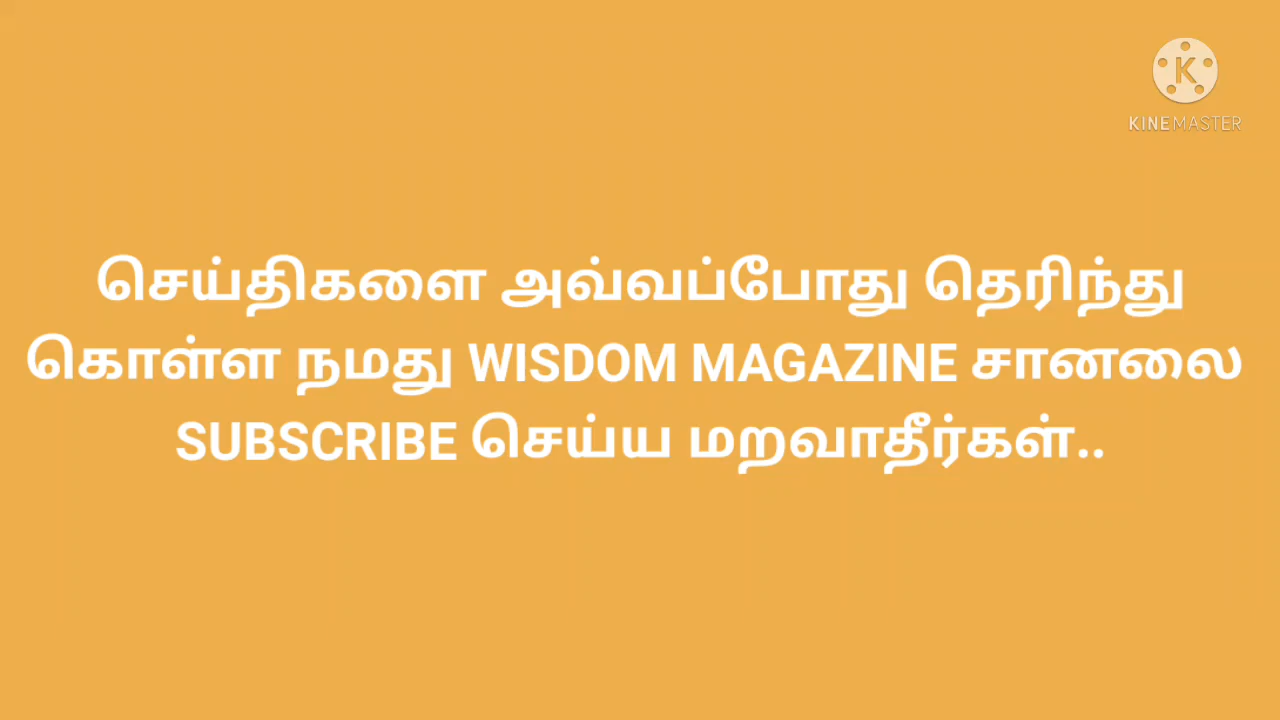 KINEMASTER
செய்திகளை அவ்வப்போது தெரிந்து
கொள்ள நமது WISDOM MAGAZINE சானலை
SUBSCRIBE செய்ய மறவாதீர்கள்..